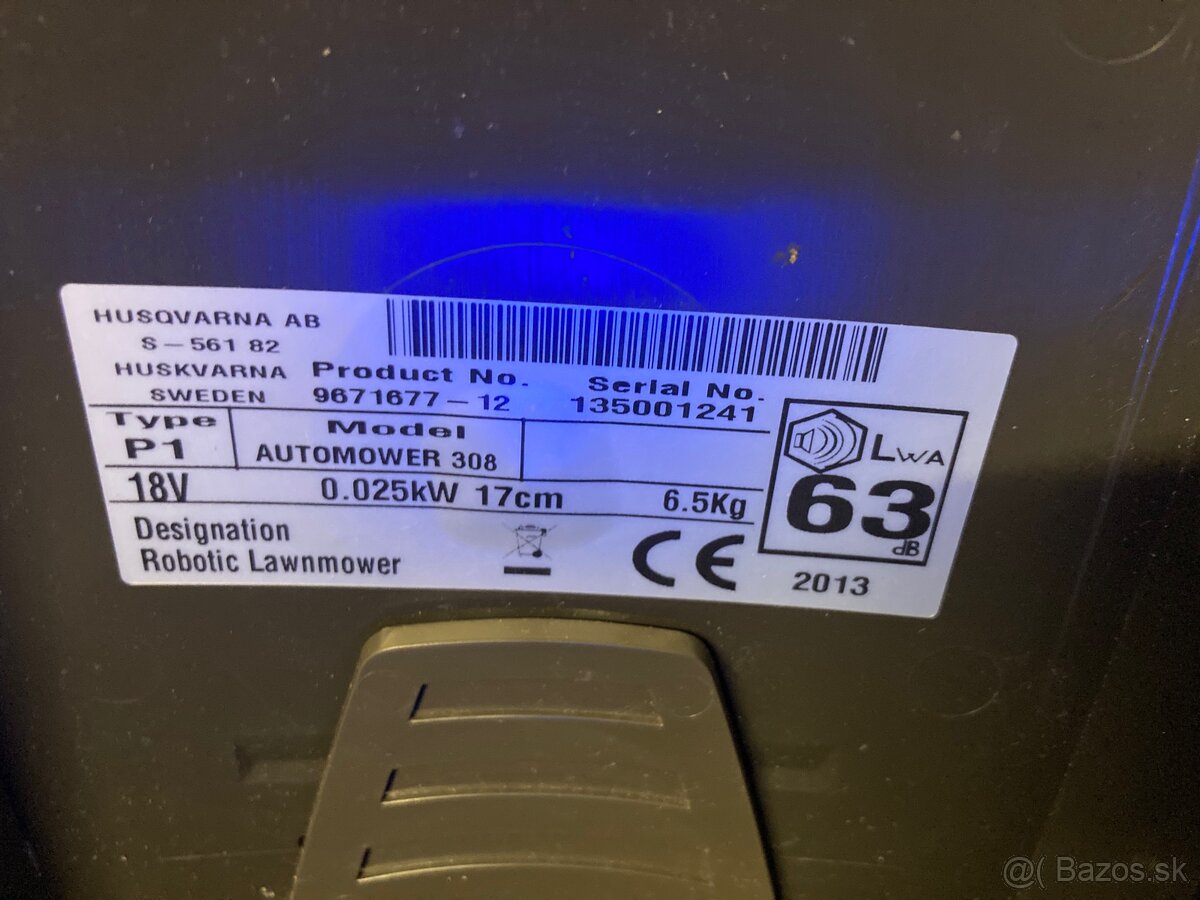 HUSQVARNA AB
S-561 82
HUSKVARNA
SWEDEN
Product No.
9671677-12
Serial No.
135001241
Type
P1
Model
AUTOMOWER 308
18V 0.025kW 17cm 6.5Kg
Designation
Robotic Lawnmower
CE
LWA
63
dB
2013
@( Bazos.sk